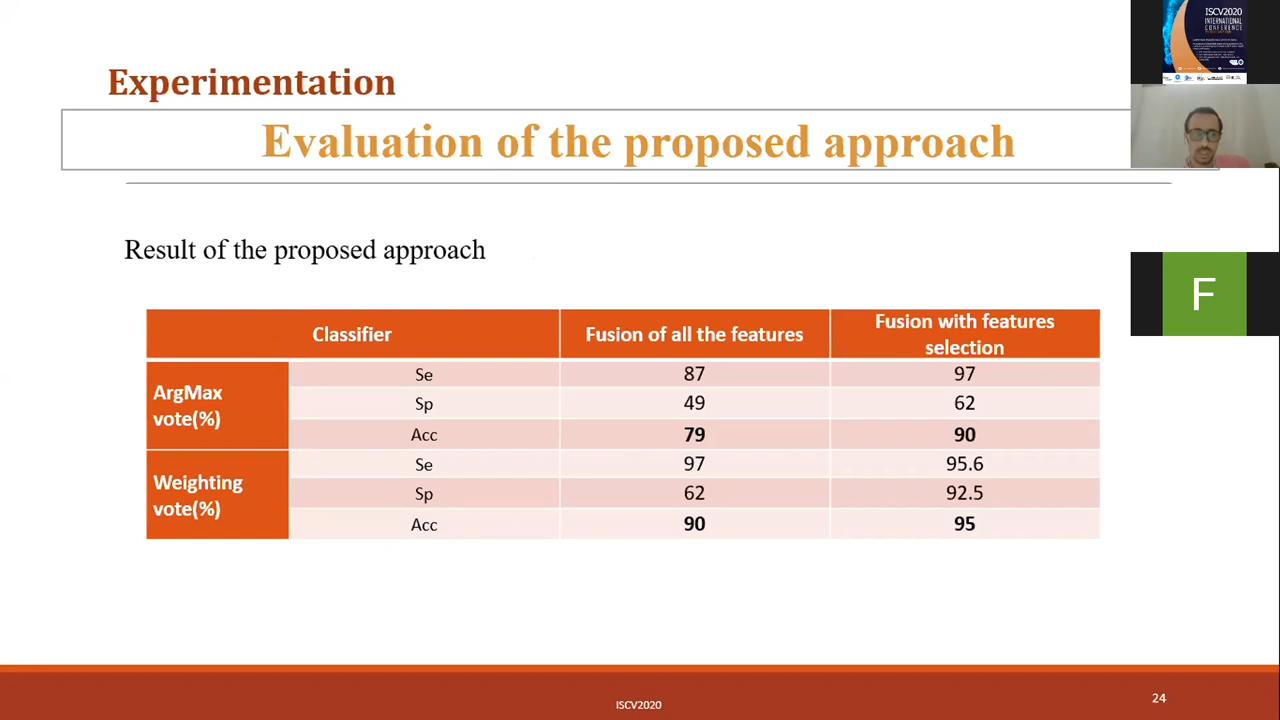 ISCV2020
INTERNATIONAL
CONFERENCE
Experimentation
Evaluation of the proposed approach
Result of the proposed approach
F
Classifier Fusion of all the features Fusion with features
selection
ArgMax
vote(%)
Se 87 97
Sp 49 62
Acc 79 90
Weighting
vote(%)
Se 97 95.6
Sp 62 92.5
Acc 90 95
ISCV2020
24